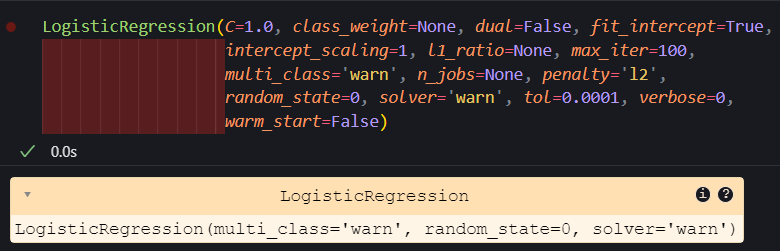 LogisticRegression(C=1.0, class_weight=None, dual=False, fit_intercept=True,
intercept_scaling=1, l1_ratio=None, max_iter=100,
multi_class='warn', n_jobs=None, penalty='l2',
random_state=0, solver='warn', tol=0.0001, verbose=0,
warm_start=False)
0.0s
LogisticRegression
LogisticRegression(multi_class='warn', random_state=0, solver='warn')